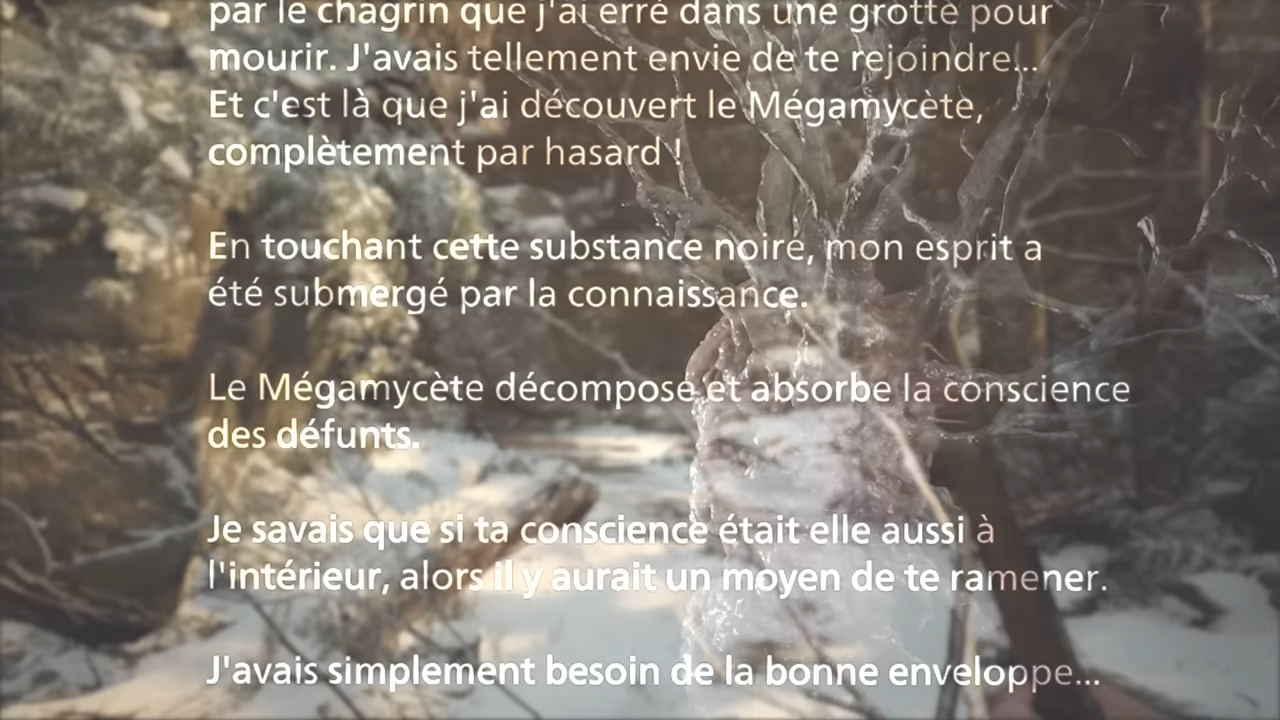 par le chagrin que j'ai erré dans une grotte pour
mourir. J'avais tellement envie de te rejoindre...
Et c'est là que j'ai découvert le Mégamycète,
complètement par hasard !
En touchant cette substance noire, mon esprit a
été submergé par la connaissance.
Le Mégamycète décompose et absorbe la conscience
des défunts.
Je savais que si ta conscience était elle aussi à
l'intérieur, alors il y aurait un moyen de te ramener.
J'avais simplement besoin de la bonne enveloppe...